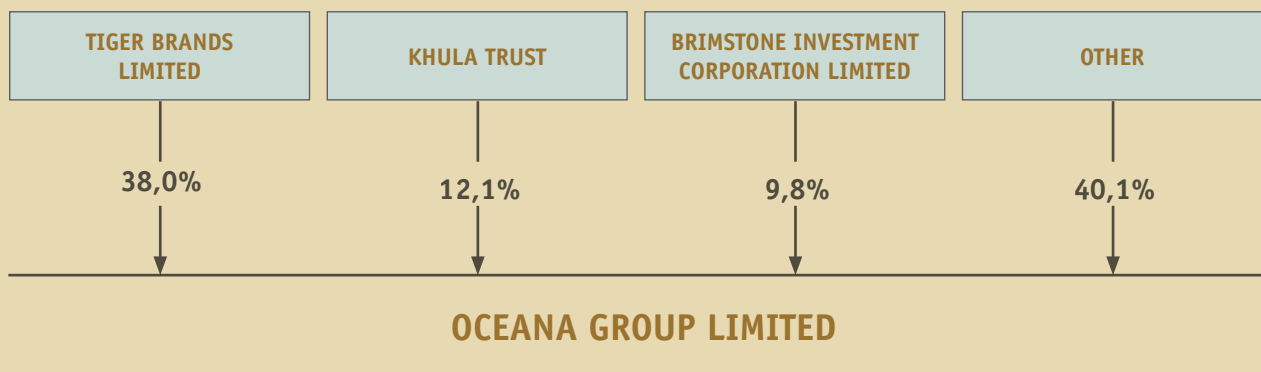 TIGER BRANDS
LIMITED
KHULA TRUST
BRIMSTONE INVESTMENT
CORPORATION LIMITED
OTHER
38,0%
12,1%
9,8%
40,1%
OCEANA GROUP LIMITED